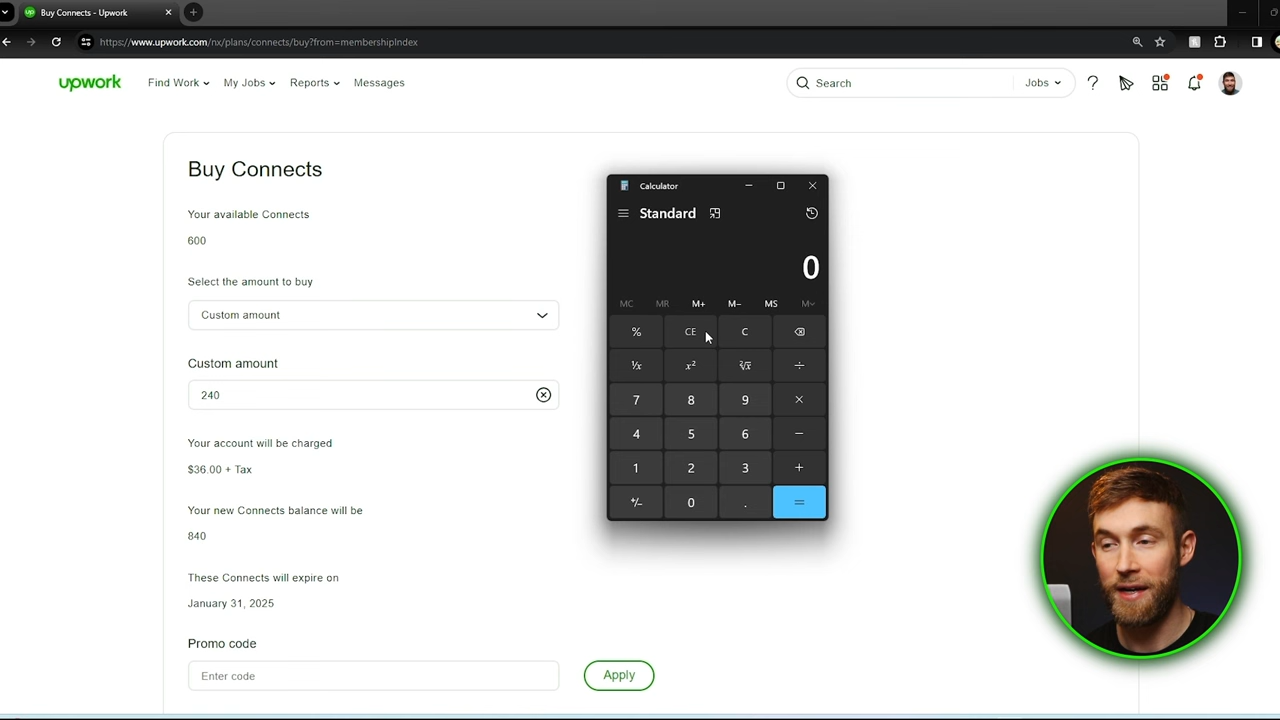 Buy Connects - Upwork
https://www.upwork.com/nx/plans/connects/buy?from=membershipIndex
upwork
Find Work
My Jobs
Reports
Messages
Search
Jobs
Buy Connects
Your available Connects
600
Select the amount to buy
Custom amount
Custom amount
240
Your account will be charged
$36.00 + Tax
Your new Connects balance will be
840
These Connects will expire on
January 31, 2025
Promo code
Enter code
Apply
Calculator
Standard
0
MC MR M+ M− MS M˅
% CE C
⅟x x² ²√x ÷
7 8 9 ×
4 5 6 −
1 2 3 +
+/− 0 . =